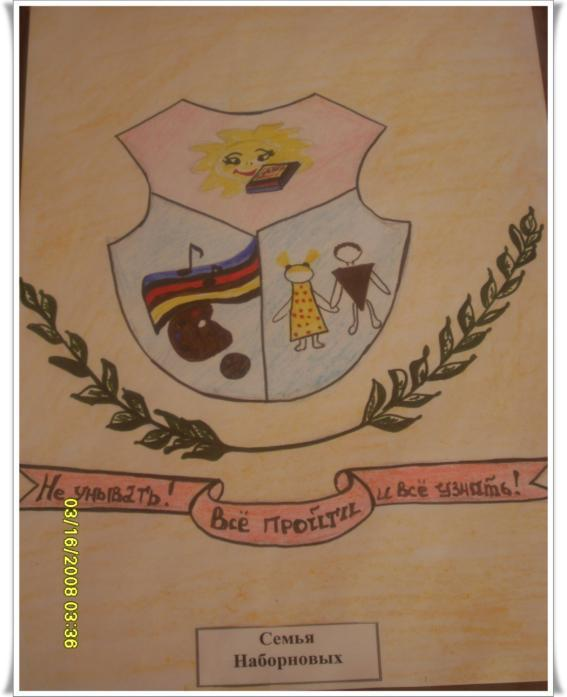 Не унывать!
Всё пройти
и всё узнать!
03/16/2008 03:36
Семья
Наборновых